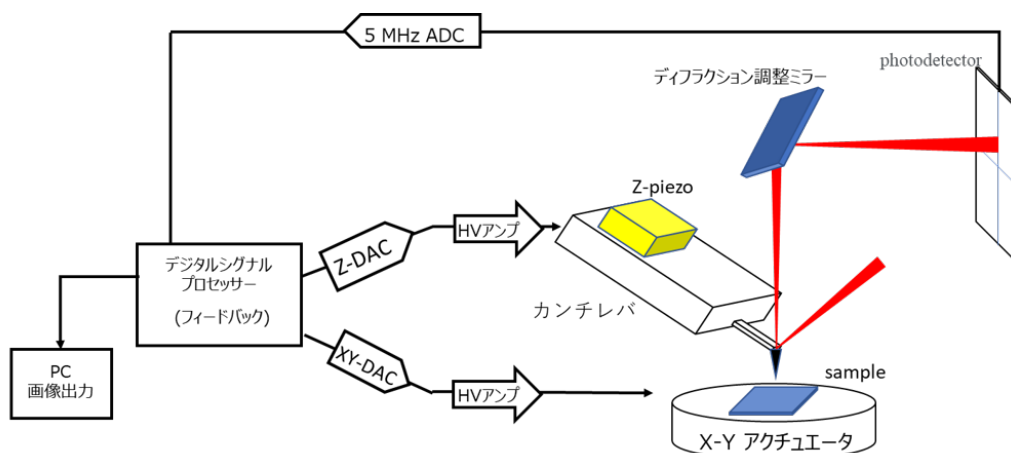 5 MHz ADC
photodetector
ディフラクション調整ミラー
Z-piezo
HVアンプ
Z-DAC
デジタルシグナル
プロセッサー
(フィードバック)
カンチレバ
PC
画像出力
XY-DAC
HVアンプ
sample
X-Y アクチュエータ